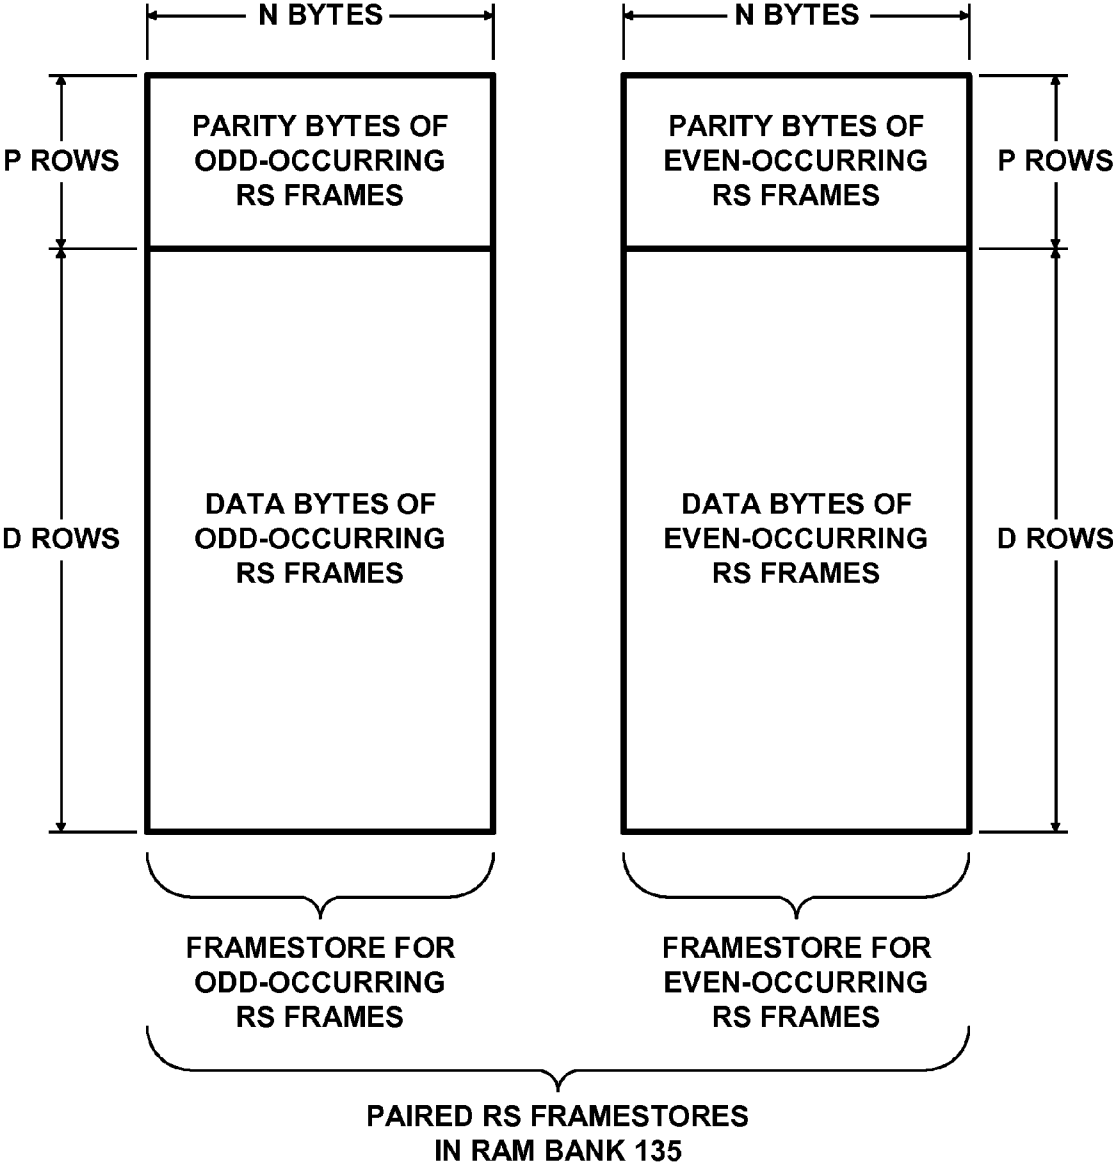 N BYTES
N BYTES
PARITY BYTES OF
ODD-OCCURRING
RS FRAMES
PARITY BYTES OF
EVEN-OCCURRING
RS FRAMES
P ROWS
P ROWS
DATA BYTES OF
ODD-OCCURRING
RS FRAMES
DATA BYTES OF
EVEN-OCCURRING
RS FRAMES
D ROWS
D ROWS
FRAMESTORE FOR
ODD-OCCURRING
RS FRAMES
FRAMESTORE FOR
EVEN-OCCURRING
RS FRAMES
PAIRED RS FRAMESTORES
IN RAM BANK 135